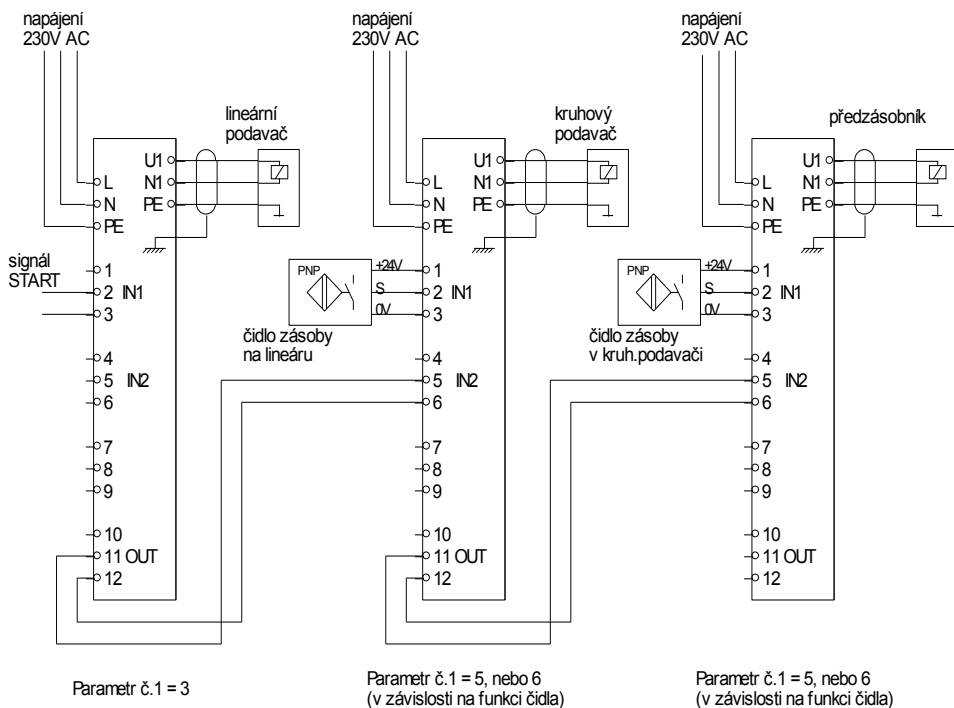 napájení
230V AC
lineární
podavač
U1
N1
PE
L
N
PE
signál
START
1
2 IN1
3
4
5 IN2
6
7
8
9
10
11 OUT
12
Parametr č.1 = 3
napájení
230V AC
kruhový
podavač
U1
N1
PE
L
N
PE
PNP
+24V
S
0V
čidlo zásoby
na lineáru
1
2 IN1
3
4
5 IN2
6
7
8
9
10
11 OUT
12
Parametr č.1 = 5, nebo 6
(v závislosti na funkci čidla)
napájení
230V AC
předzásobník
U1
N1
PE
L
N
PE
PNP
+24V
S
0V
čidlo zásoby
v kruh.podavači
1
2 IN1
3
4
5 IN2
6
7
8
9
10
11 OUT
12
Parametr č.1 = 5, nebo 6
(v závislosti na funkci čidla)